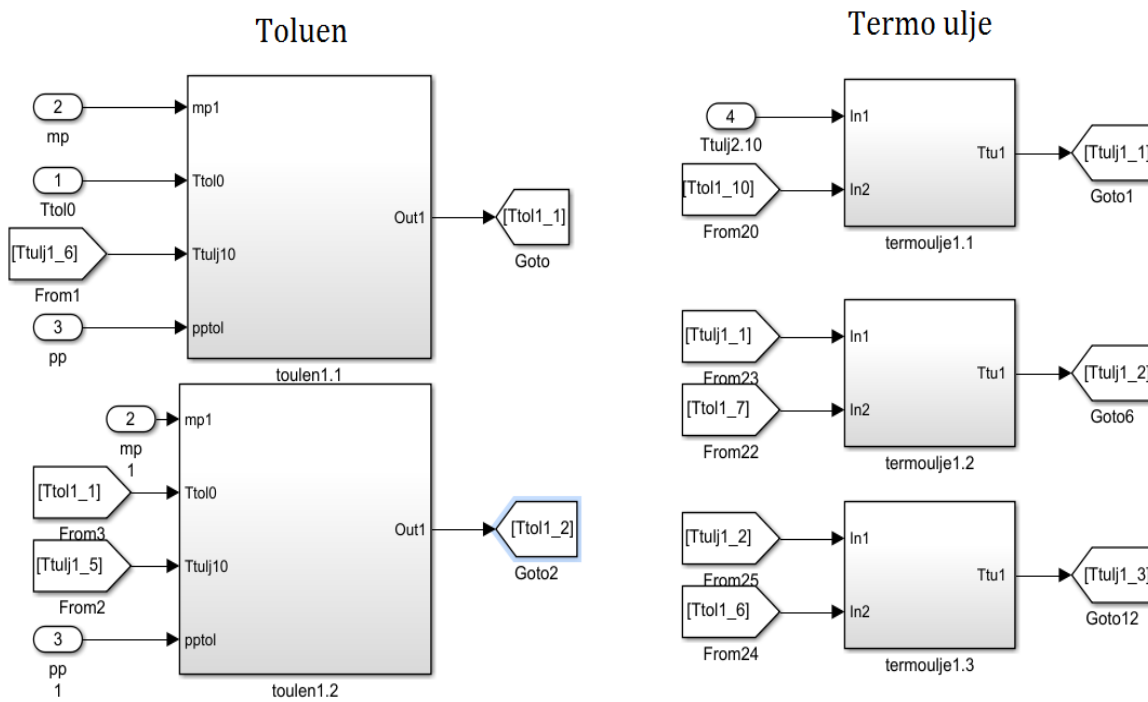 Toluen
2
mp
1
Ttol0
[Ttulj1_6]
From1
3
pp
mp1
Ttol0
Ttulj10
pptol
Out1
toulen1.1
[Ttol1_1]
Goto
2
mp
1
[Ttol1_1]
From3
[Ttulj1_5]
From2
3
pp
1
mp1
Ttol0
Ttulj10
pptol
Out1
toulen1.2
[Ttol1_2]
Goto2
Termo ulje
4
Ttulj2.10
[Ttol1_10]
From20
In1
In2
Ttu1
termoulje1.1
[Ttulj1_1]
Goto1
[Ttulj1_1]
From23
[Ttol1_7]
From22
In1
In2
Ttu1
termoulje1.2
[Ttulj1_2]
Goto6
[Ttulj1_2]
From25
[Ttol1_6]
From24
In1
In2
Ttu1
termoulje1.3
[Ttulj1_3]
Goto12